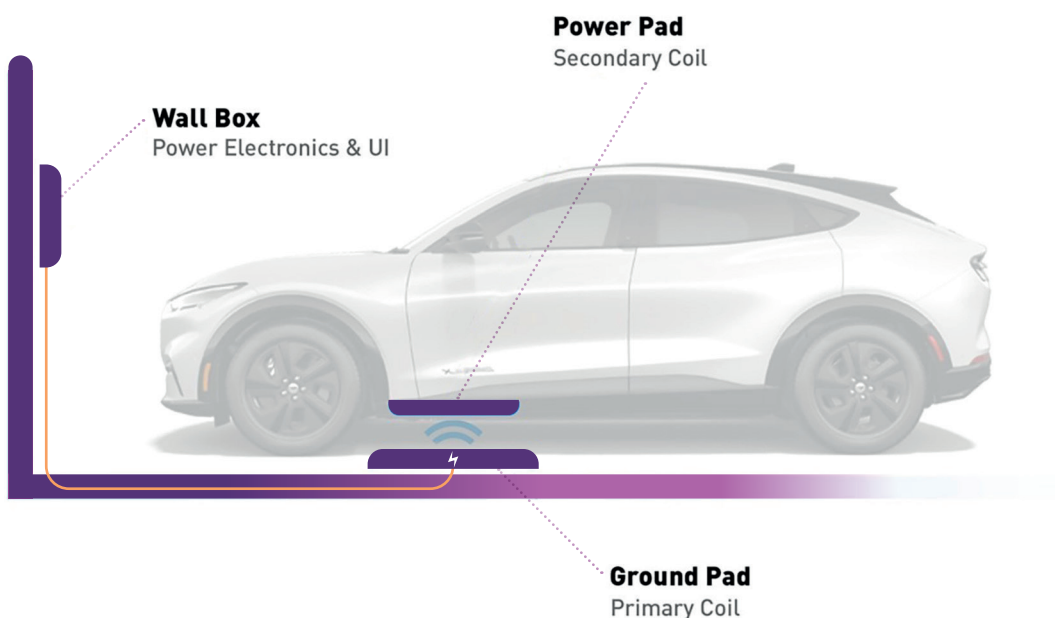 Power Pad
Secondary Coil
Wall Box
Power Electronics & UI
Ground Pad
Primary Coil